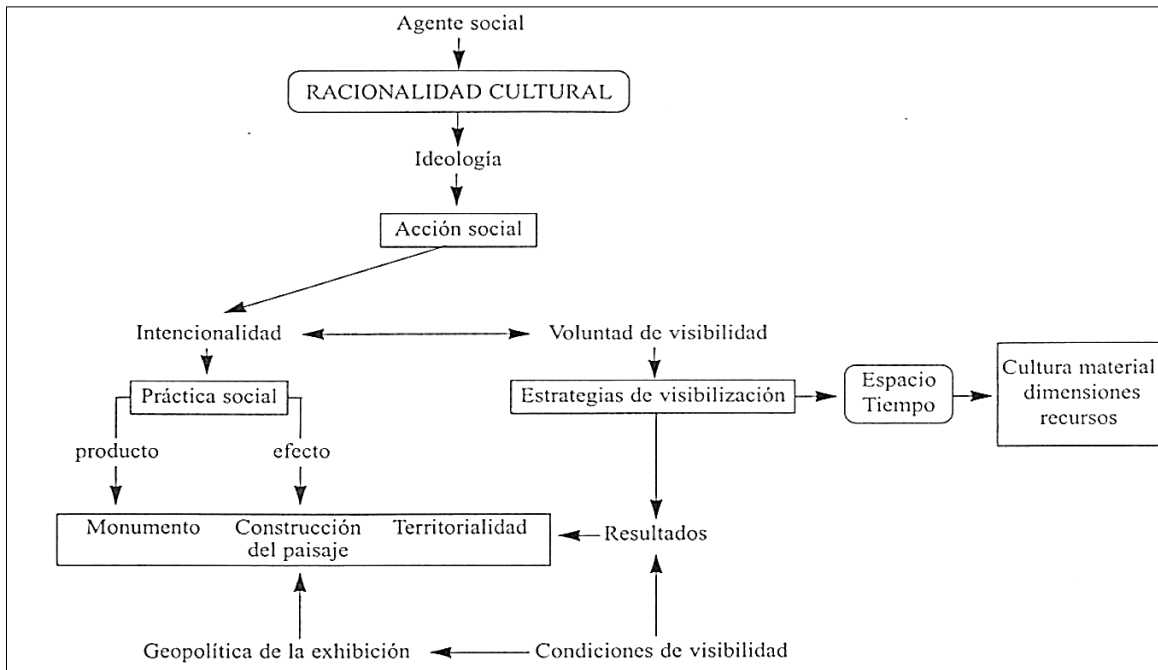 Agente social
RACIONALIDAD CULTURAL
Ideología
Acción social
Intencionalidad
Voluntad de visibilidad
Práctica social
Estrategias de visibilización
Espacio
Tiempo
Cultura material
dimensiones
recursos
producto
efecto
Monumento
Construcción
del paisaje
Territorialidad
Resultados
Geopolítica de la exhibición
Condiciones de visibilidad